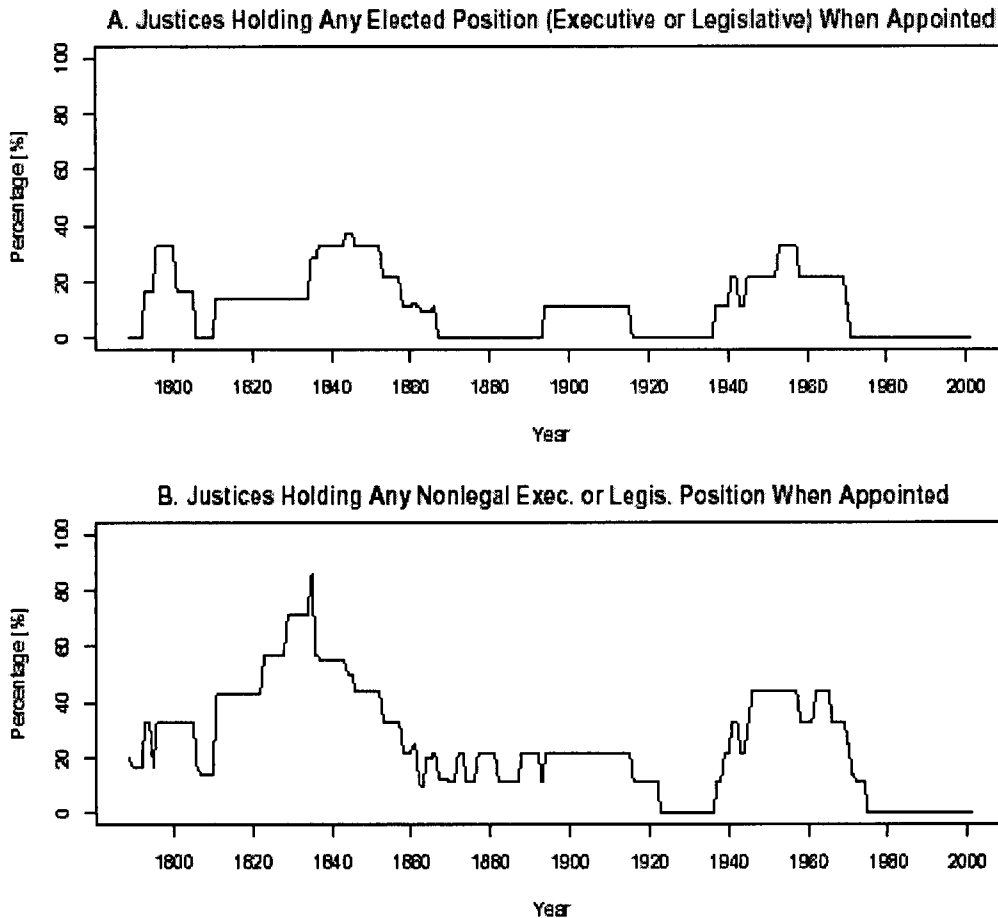 A. Justices Holding Any Elected Position (Executive or Legislative) When Appointed
Percentage [%]
100
80
60
40
20
0
1800 1820 1840 1860 1880 1900 1920 1940 1960 1980 2000
Year
B. Justices Holding Any Nonlegal Exec. or Legis. Position When Appointed
Percentage [%]
100
80
60
40
20
0
1800 1820 1840 1860 1880 1900 1920 1940 1960 1980 2000
Year